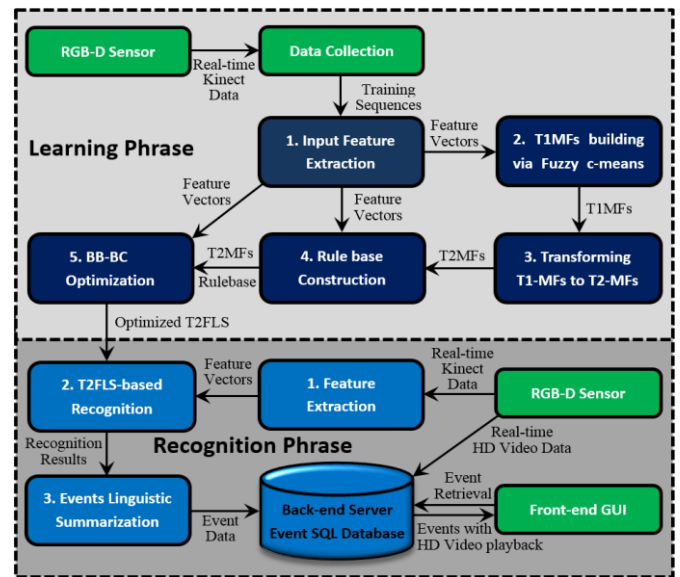 RGB-D Sensor
Real-time
Kinect
Data
Data Collection
Training
Sequences
Learning Phrase
1. Input Feature
Extraction
Feature
Vectors
2. T1MFs building
via Fuzzy c-means
Feature
Vectors
Feature
Vectors
T1MFs
5. BB-BC
Optimization
T2MFs
Rulebase
4. Rule base
Construction
T2MFs
3. Transforming
T1-MFs to T2-MFs
Optimized T2FLS
2. T2FLS-based
Recognition
Feature
Vectors
1. Feature
Extraction
Real-time
Kinect
Data
RGB-D Sensor
Recognition
Results
Recognition Phrase
Real-time
HD Video Data
3. Events Linguistic
Summarization
Event
Data
Back-end Server
Event SQL Database
Event
Retrieval
Events with
HD Video playback
Front-end GUI